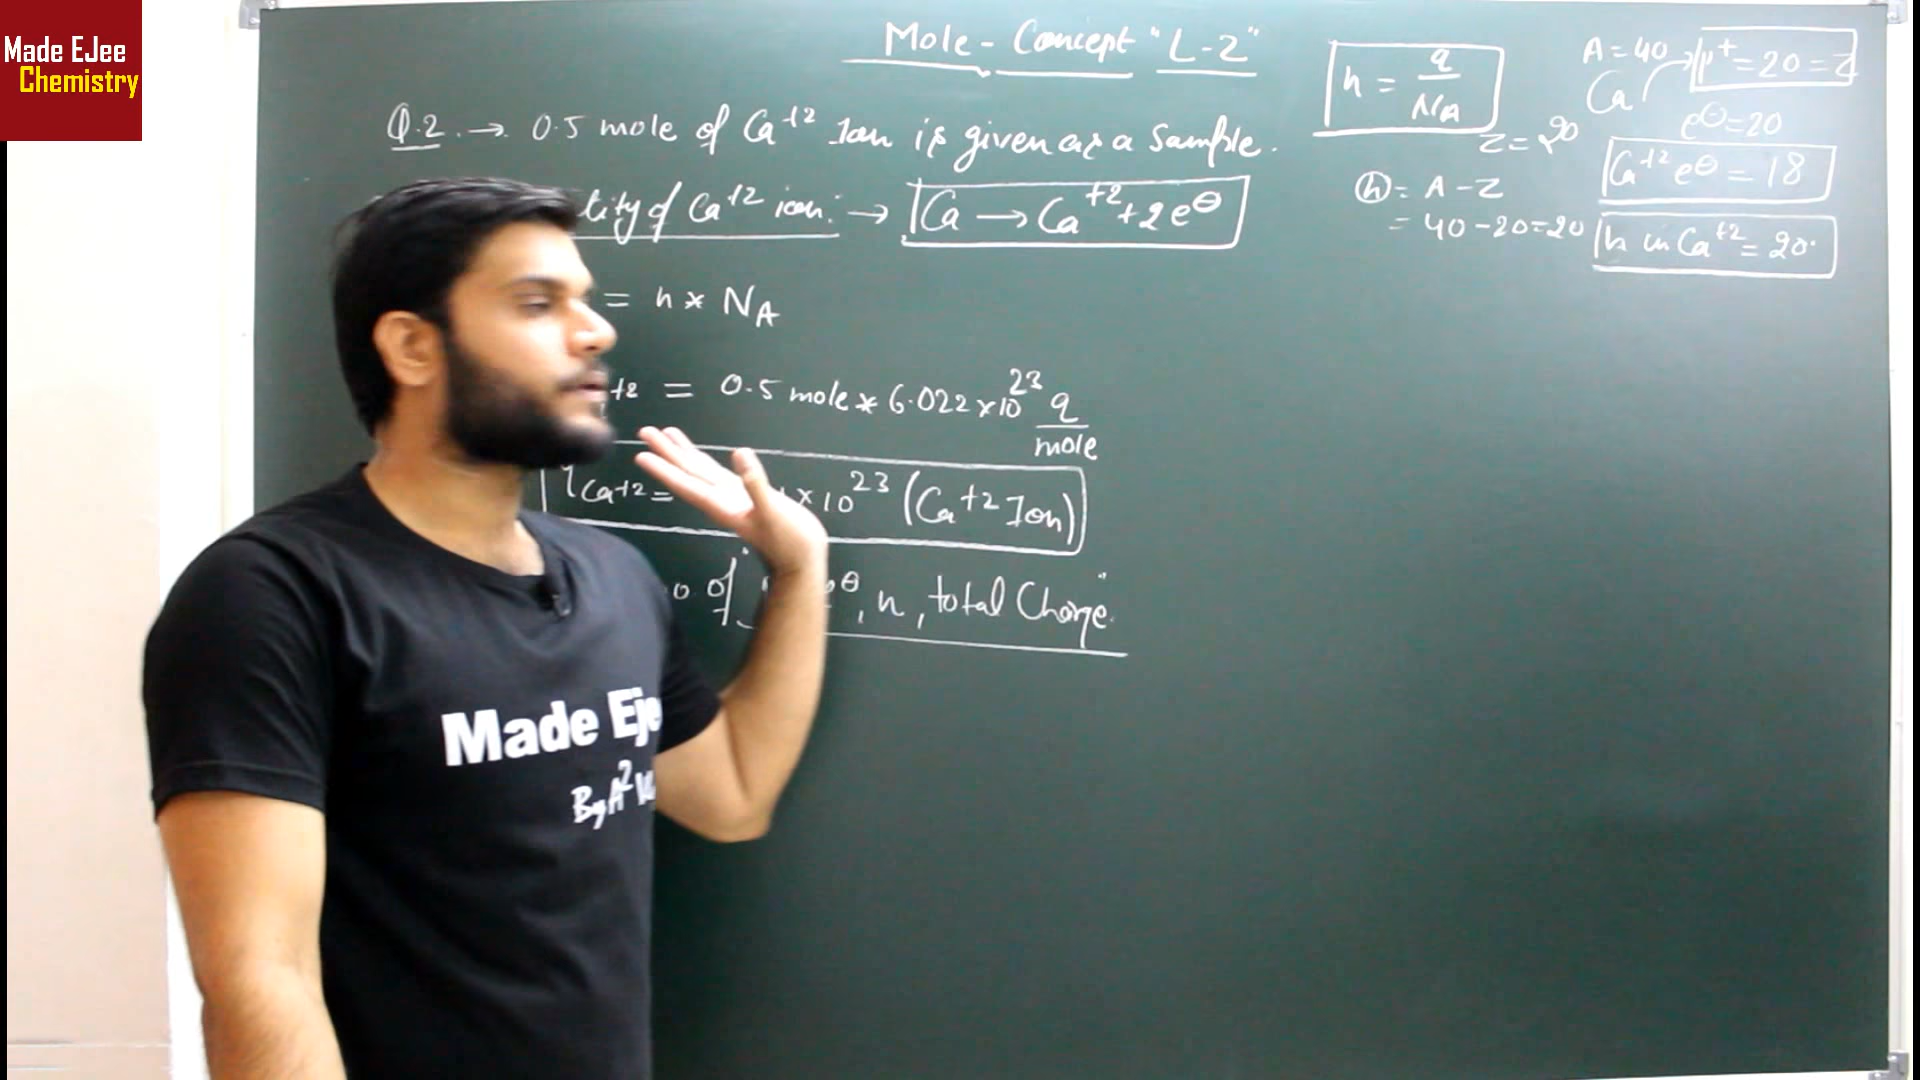 Made EJee
Chemistry
Mole - Concept "L-2"
Q.2. → 0.5 mole of Ca+2 Ion is given as a Sample.
of Ca+2 ion. → Ca → Ca+2 + 2e⊖
= n * NA
+2 = 0.5 mole * 6.022 × 10^23 q/mole
Ca+2 = × 10^23 (Ca+2 Ion)
of e⊖, n, total Charge.
n = q/NA
A = 40
Ca
p+ = 20 = Z
e⊖ = 20
Z = 20
Ca+2 e⊖ = 18
n = A - Z
= 40 - 20 = 20
n in Ca+2 = 20.
Made Eje
By A²